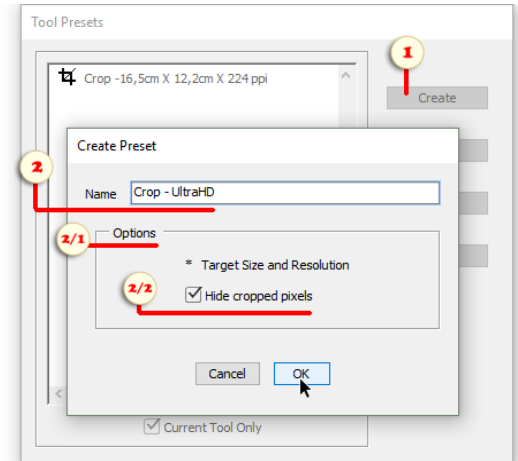 Tool Presets
1
Crop -16,5cm X 12,2cm X 224 ppi
Create
Create Preset
2
Name Crop - UltraHD
2/1
Options
* Target Size and Resolution
2/2
Hide cropped pixels
Cancel OK
Current Tool Only